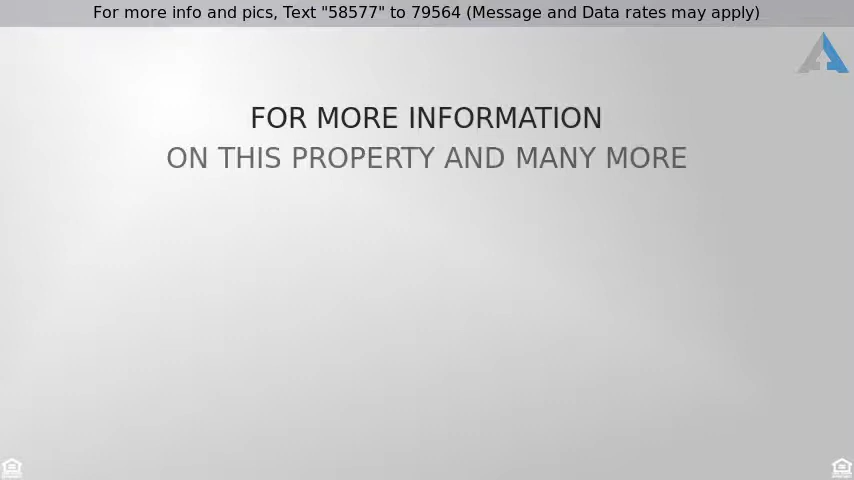 For more info and pics, Text "58577" to 79564 (Message and Data rates may apply)
FOR MORE INFORMATION
ON THIS PROPERTY AND MANY MORE